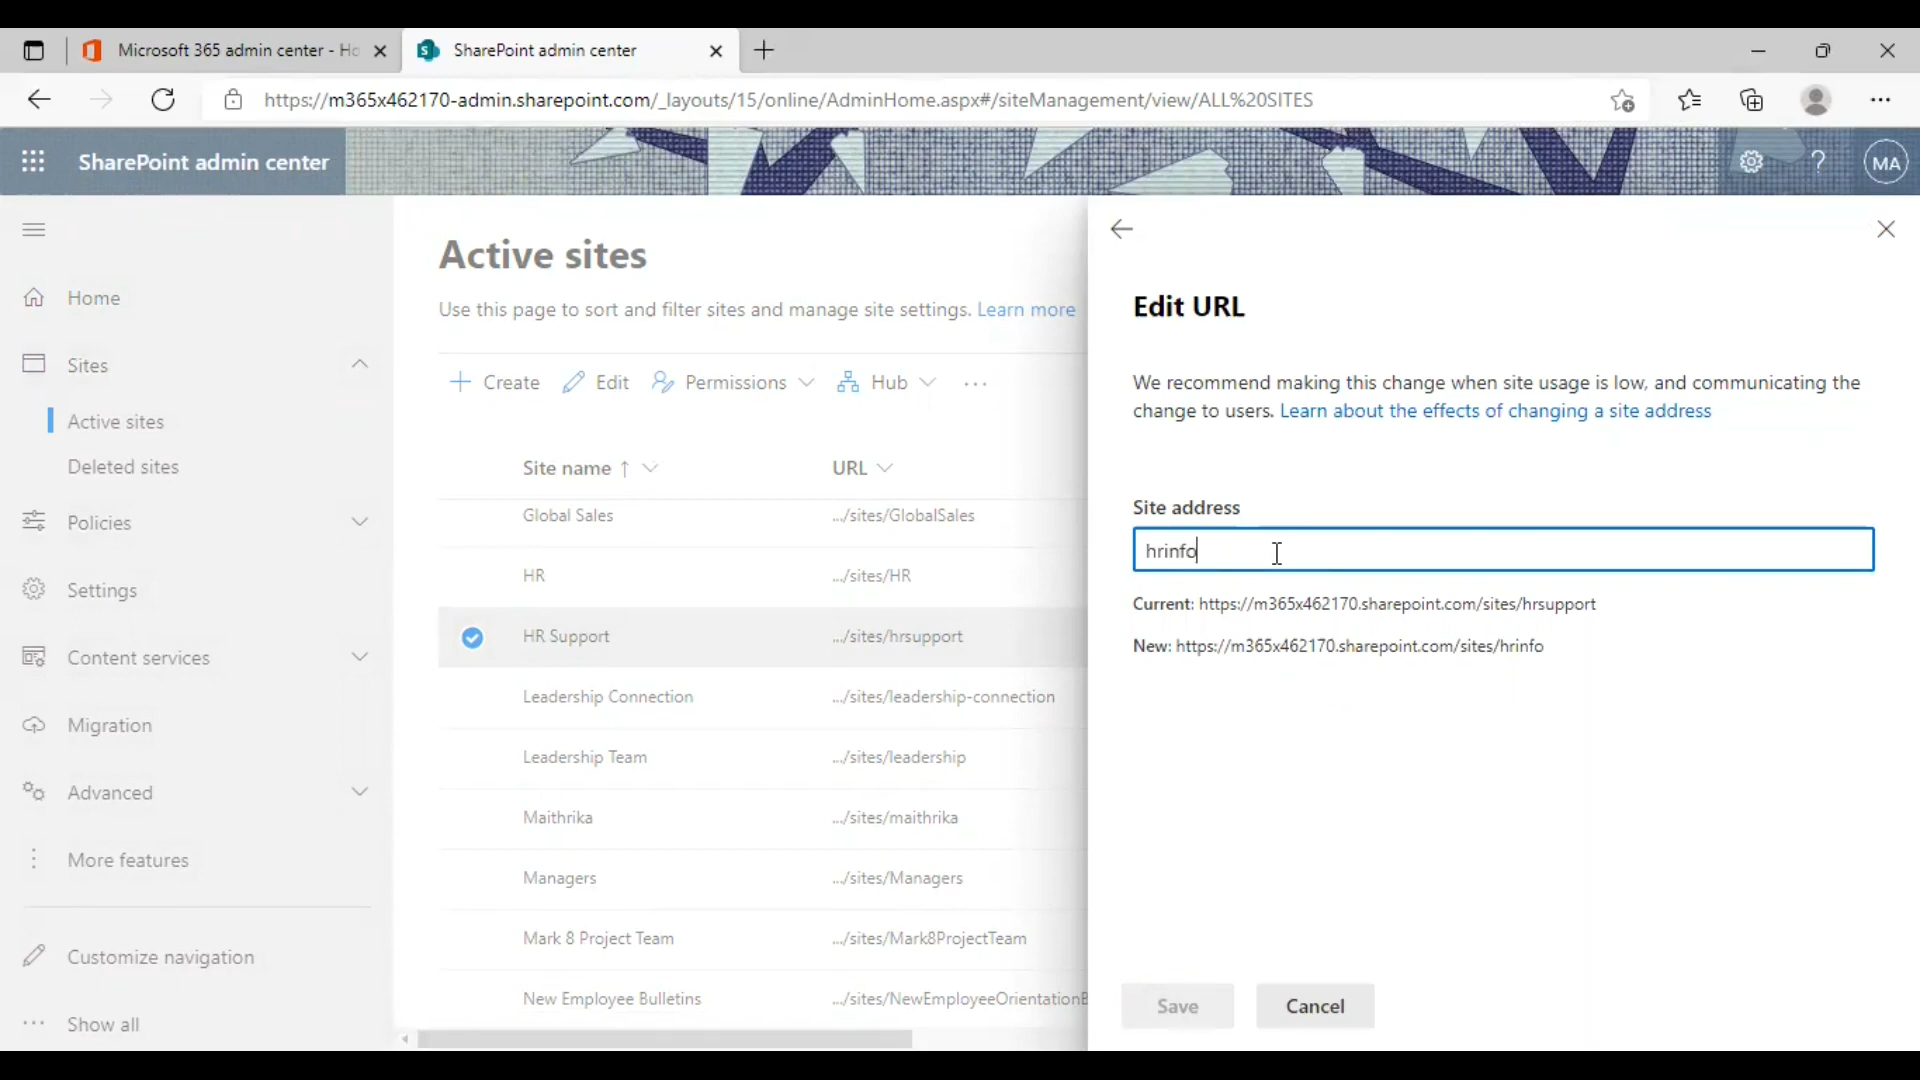 Microsoft 365 admin center - Ho
SharePoint admin center
https://m365x462170-admin.sharepoint.com/_layouts/15/online/AdminHome.aspx#/siteManagement/view/ALL%20SITES
SharePoint admin center
?
MA
Home
Sites
Active sites
Deleted sites
Policies
Settings
Content services
Migration
Advanced
More features
Customize navigation
Show all
Active sites
Use this page to sort and filter sites and manage site settings. Learn more
Create Edit Permissions Hub
Site name ↑ URL
Global Sales .../sites/GlobalSales
HR .../sites/HR
HR Support .../sites/hrsupport
Leadership Connection .../sites/leadership-connection
Leadership Team .../sites/leadership
Maithrika .../sites/maithrika
Managers .../sites/Managers
Mark 8 Project Team .../sites/Mark8ProjectTeam
New Employee Bulletins .../sites/NewEmployeeOrientationB
Edit URL
We recommend making this change when site usage is low, and communicating the
change to users. Learn about the effects of changing a site address
Site address
hrinfo
Current: https://m365x462170.sharepoint.com/sites/hrsupport
New: https://m365x462170.sharepoint.com/sites/hrinfo
Save Cancel